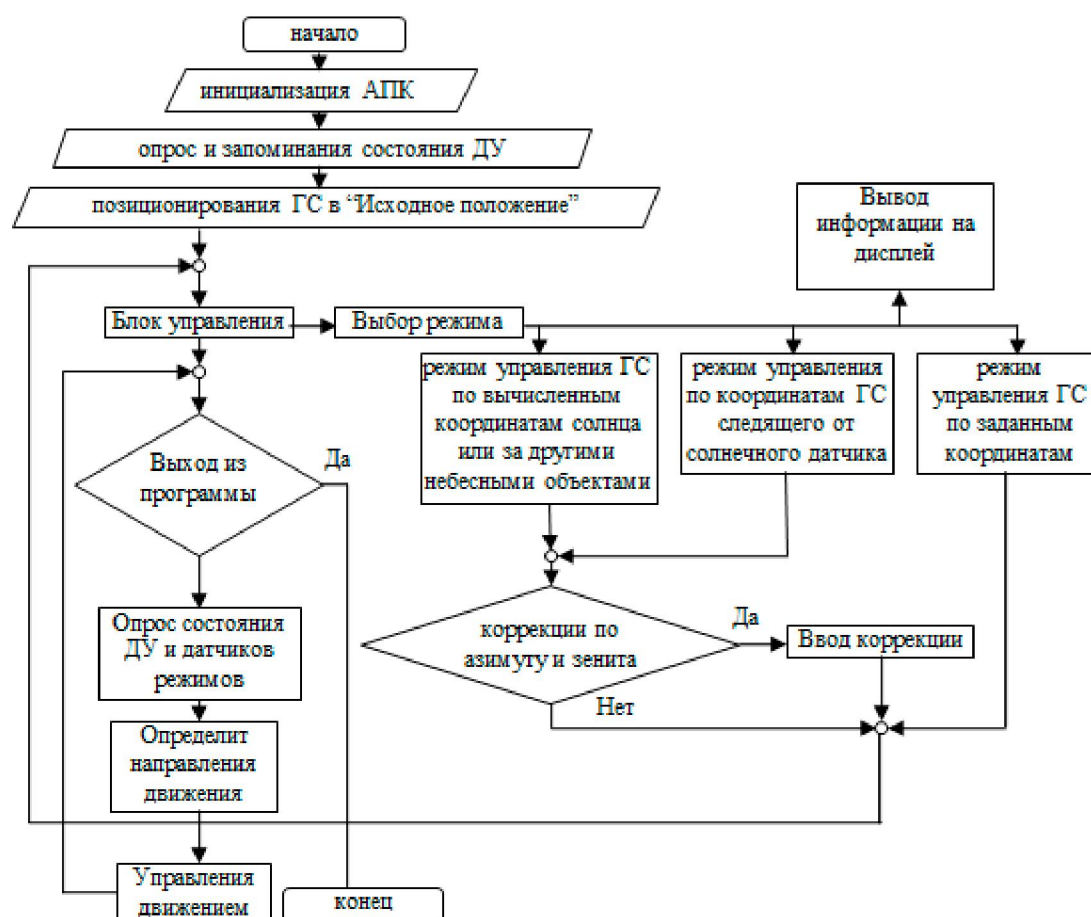 начало
инициализация АПК
опрос и запоминания состояния ДУ
позиционирования ГС в “Исходное положение”
Вывод
информации на
дисплей
Блок управления
Выбор режима
режим управления ГС
по вычисленным
координатам солнца
или за другими
небесными объектами
режим управления
по координатам ГС
следящего от
солнечного датчика
режим
управления ГС
по заданным
координатам
Выход из
программы
Да
Опрос состояния
ДУ и датчиков
режимов
коррекции по
азимуту и зенита
Да
Ввод коррекции
Нет
Определит
направления
движения
Управления
движением
конец